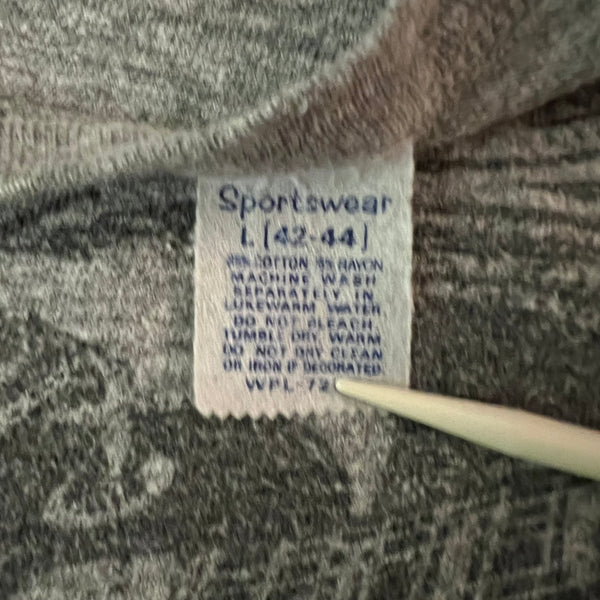 Sportswear
L [42-44]
COTTON RAYON
MACHINE WASH
SEPARATELY IN
LUKEWARM WATER
DO NOT BLEACH
TUMBLE DRY, WARM
DO NOT DRY CLEAN
OR IRON IF DECORATED
WPL-72